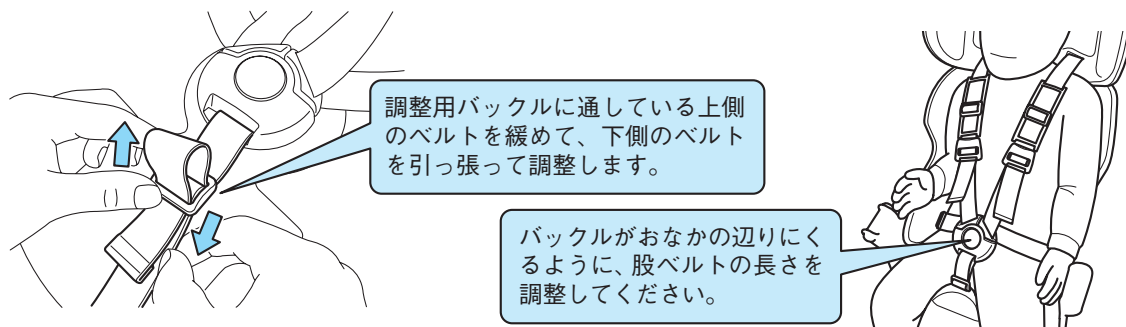 調整用バックルに通している上側
のベルトを緩めて、下側のベルト
を引っ張って調整します。
バックルがおなかの辺りにく
るように、股ベルトの長さを
調整してください。